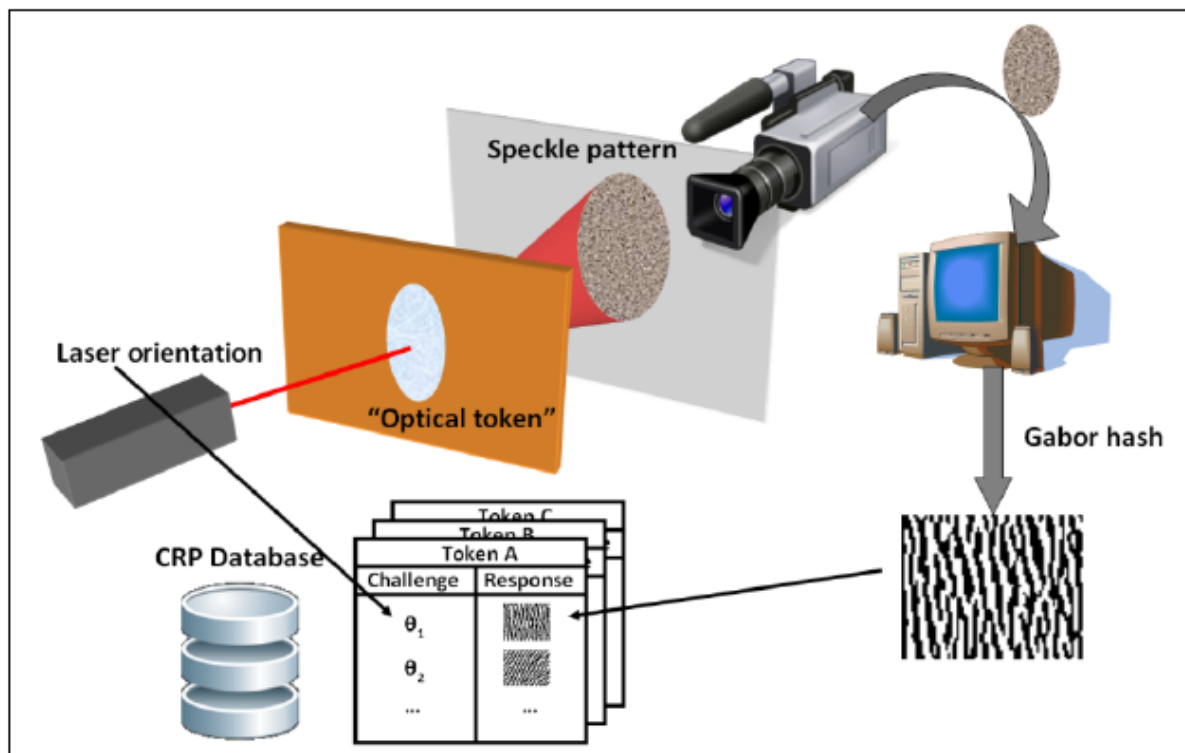 Speckle pattern
Laser orientation
"Optical token"
Gabor hash
CRP Database
Token C
Token B
Token A
Challenge Response
θ₁
θ₂
... ...